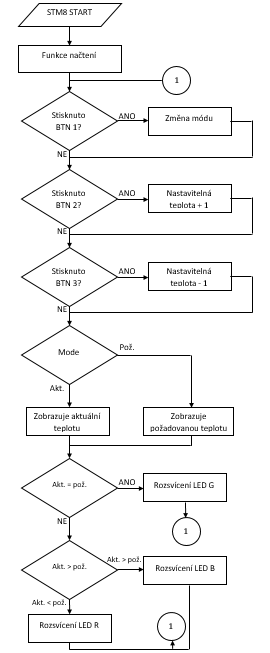 STM8 START
Funkce načtení
1
Stisknuto
BTN 1?
ANO
Změna módu
NE
Stisknuto
BTN 2?
ANO
Nastavitelná
teplota + 1
NE
Stisknuto
BTN 3?
ANO
Nastavitelná
teplota - 1
NE
Mode
Pož.
Akt.
Zobrazuje aktuální
teplotu
Zobrazuje
požadovanou teplotu
Akt. = pož.
ANO
Rozsvícení LED G
NE
1
Akt. > pož.
Akt. > pož.
Rozsvícení LED B
Akt. < pož.
Rozsvícení LED R
1